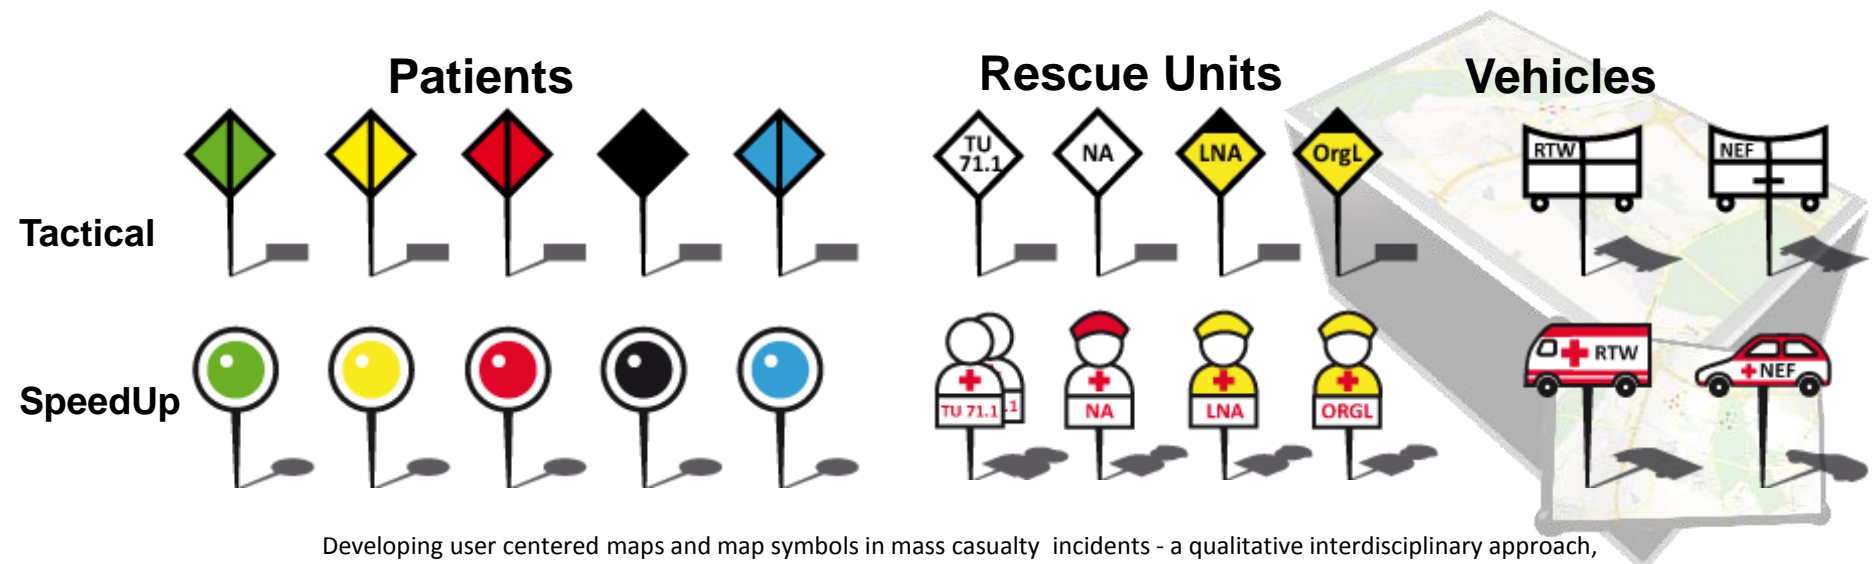 Patients Rescue Units Vehicles
Tactical
TU
71.1
NA
LNA
OrgL
RTW
NEF
SpeedUp
TU 71.1
.1
NA
LNA
ORGL
RTW
NEF
Developing user centered maps and map symbols in mass casualty incidents - a qualitative interdisciplinary approach,